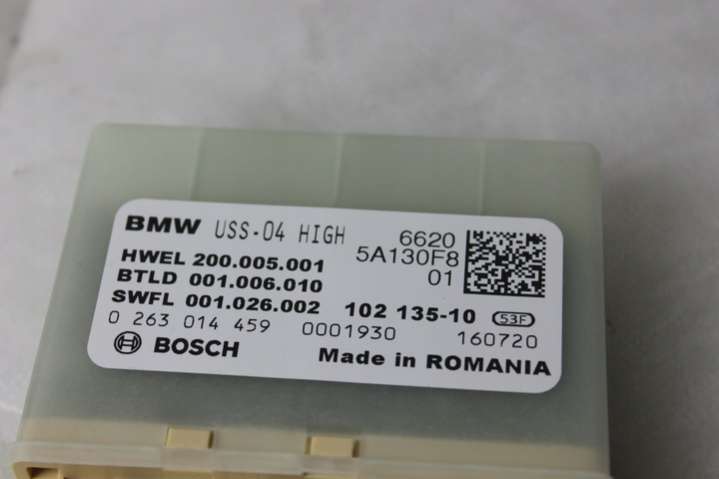 BMW USS-04 HIGH 6620
5A130F8
01
HWEL 200.005.001
BTLD 001.006.010
SWFL 001.026.002 102 135-10 53F
0 263 014 459 0001930 160720
BOSCH Made in ROMANIA